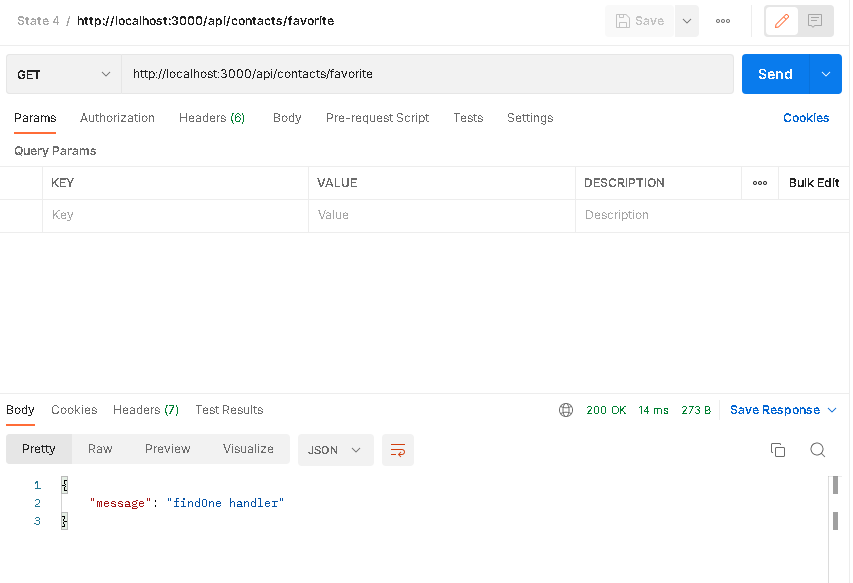 State 4 / http://localhost:3000/api/contacts/favorite
Save
GET http://localhost:3000/api/contacts/favorite Send
Params Authorization Headers (6) Body Pre-request Script Tests Settings Cookies
Query Params
KEY VALUE DESCRIPTION Bulk Edit
Key Value Description
Body Cookies Headers (7) Test Results 200 OK 14 ms 273 B Save Response
Pretty Raw Preview Visualize JSON
1 {
2 "message": "findOne handler"
3 }